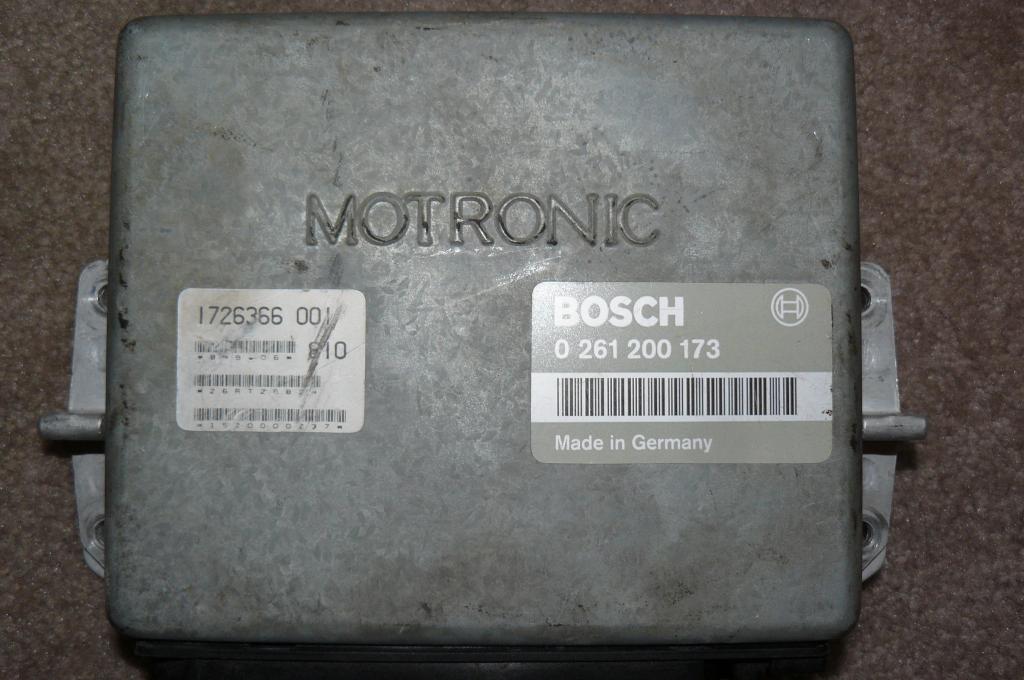 MOTRONIC
1726366 001
810
BOSCH
0 261 200 173
Made in Germany